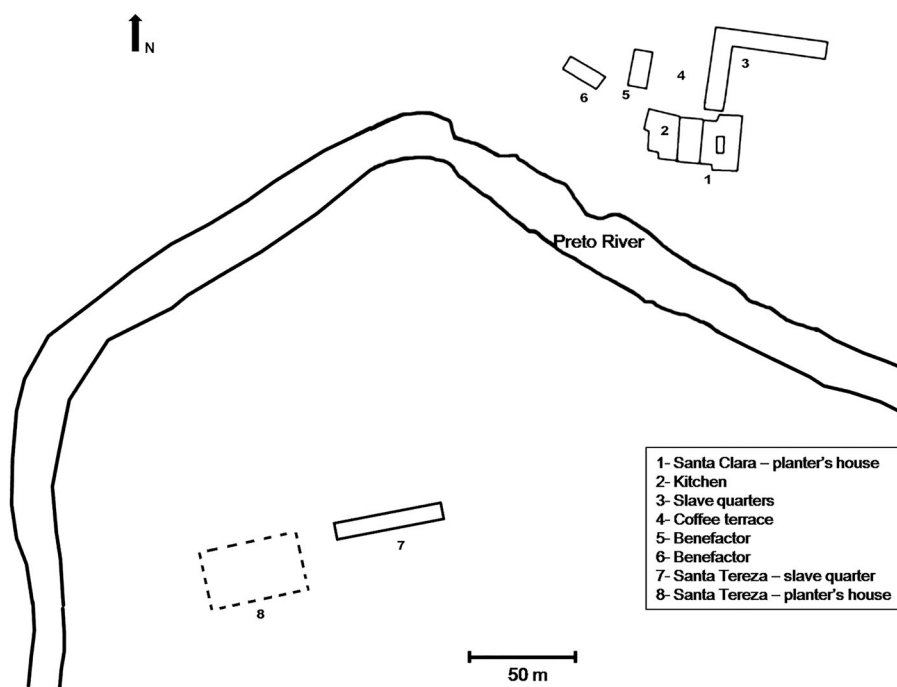 N
3
4
5
6
2
1
Preto River
1- Santa Clara – planter's house
2- Kitchen
3- Slave quarters
4- Coffee terrace
5- Benefactor
6- Benefactor
7- Santa Tereza – slave quarter
8- Santa Tereza – planter's house
7
8
50 m